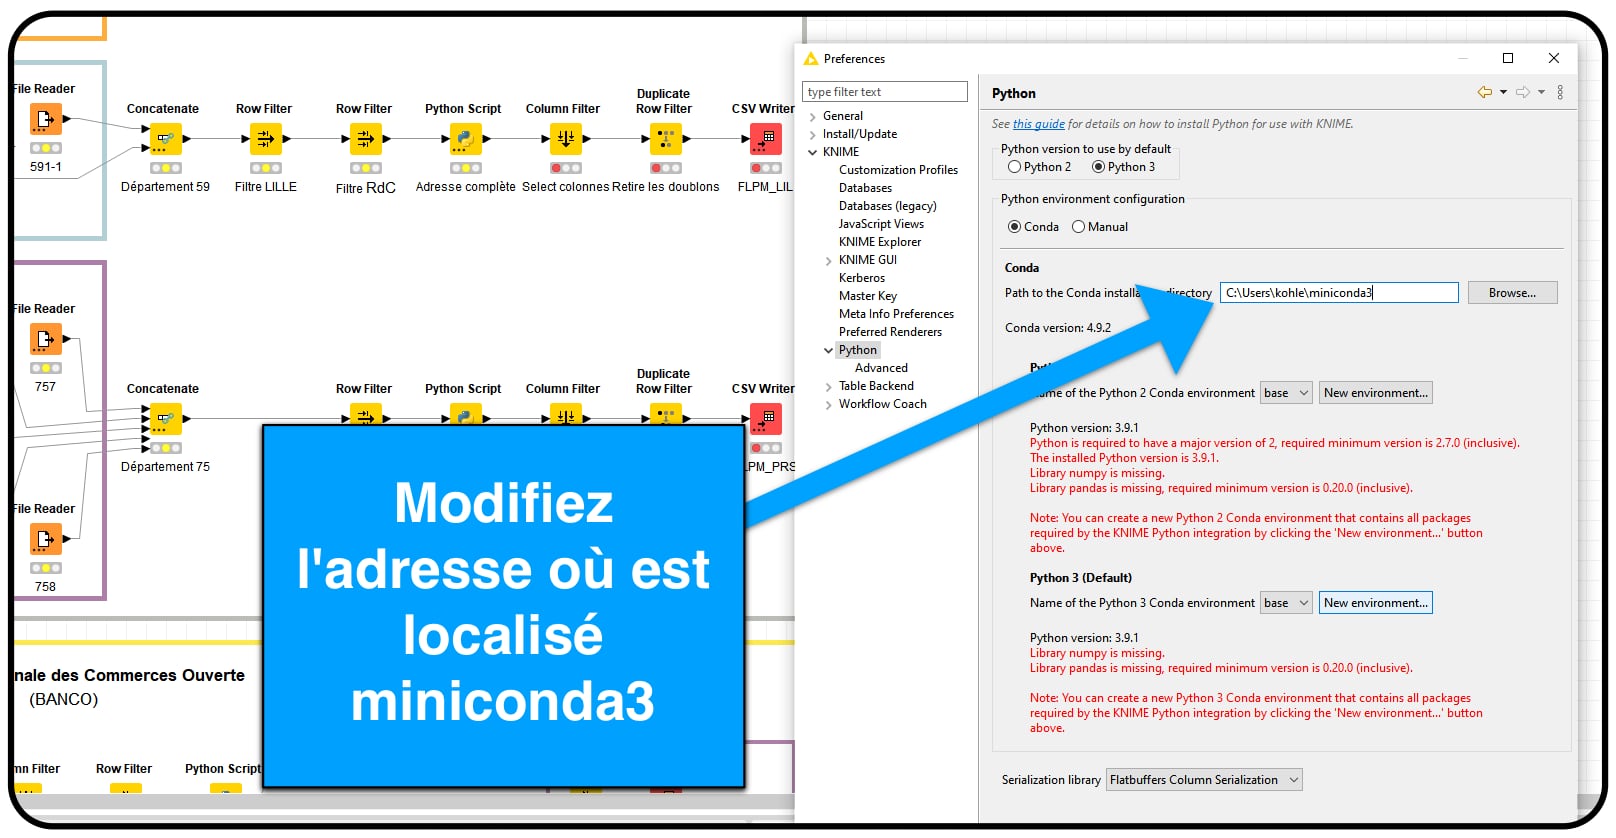 File Reader
591-1
Concatenate
Département 59
Row Filter
Filtre LILLE
Row Filter
Filtre RdC
Python Script
Adresse complète
Column Filter
Select colonnes
Duplicate
Row Filter
Retire les doublons
CSV Writer
FLPM_LIL
File Reader
757
Concatenate
Département 75
Row Filter
Python Script
Column Filter
Duplicate
Row Filter
CSV Writer
LPM_PRS
File Reader
758
nale des Commerces Ouverte
(BANCO)
mn Filter
Row Filter
Python Script
Modifiez
l'adresse où est
localisé
miniconda3
Preferences
type filter text
General
Install/Update
KNIME
Customization Profiles
Databases
Databases (legacy)
JavaScript Views
KNIME Explorer
KNIME GUI
Kerberos
Master Key
Meta Info Preferences
Preferred Renderers
Python
Advanced
Table Backend
Workflow Coach
Python
See this guide for details on how to install Python for use with KNIME.
Python version to use by default
Python 2 Python 3
Python environment configuration
Conda Manual
Conda
Path to the Conda installa directory C:\Users\kohle\miniconda3 Browse...
Conda version: 4.9.2
Name of the Python 2 Conda environment base New environment...
Python version: 3.9.1
Python is required to have a major version of 2, required minimum version is 2.7.0 (inclusive).
The installed Python version is 3.9.1.
Library numpy is missing.
Library pandas is missing, required minimum version is 0.20.0 (inclusive).
Note: You can create a new Python 2 Conda environment that contains all packages
required by the KNIME Python integration by clicking the 'New environment...' button
above.
Python 3 (Default)
Name of the Python 3 Conda environment base New environment...
Python version: 3.9.1
Library numpy is missing.
Library pandas is missing, required minimum version is 0.20.0 (inclusive).
Note: You can create a new Python 3 Conda environment that contains all packages
required by the KNIME Python integration by clicking the 'New environment...' button
above.
Serialization library Flatbuffers Column Serialization